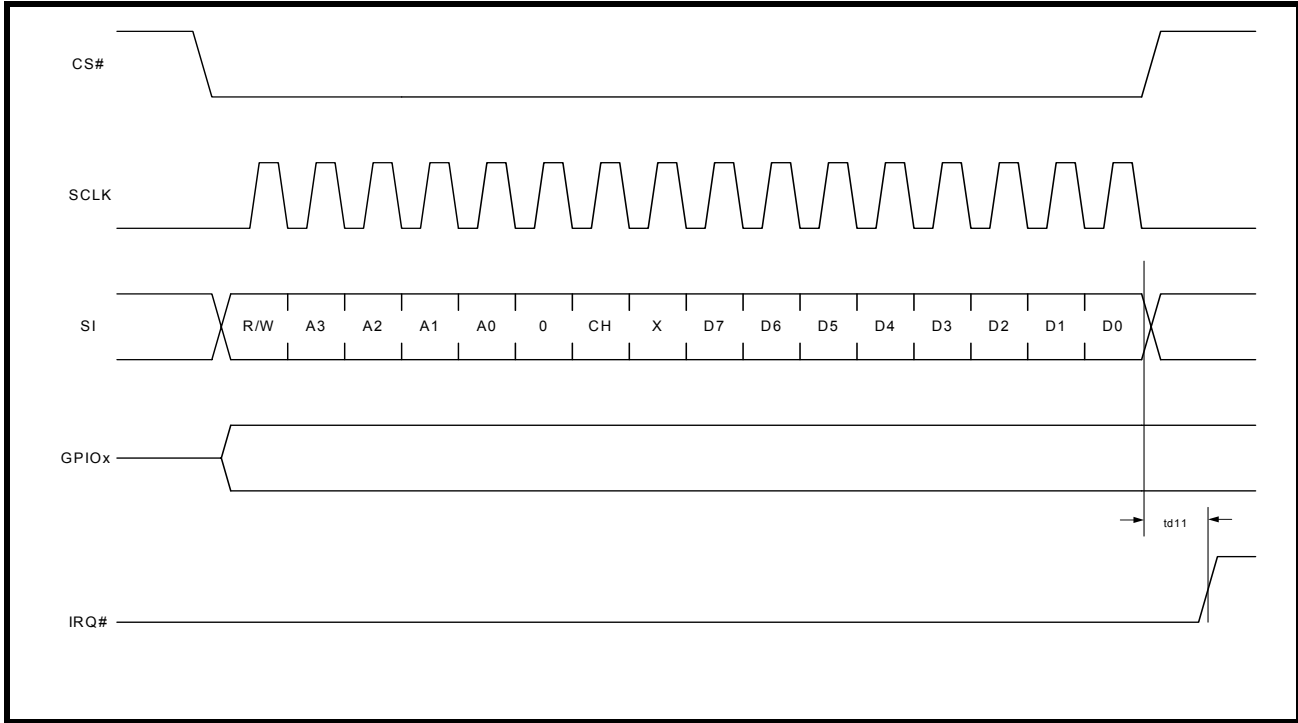 CS#
SCLK
SI R/W A3 A2 A1 A0 0 CH X D7 D6 D5 D4 D3 D2 D1 D0
GPIOx
td11
IRQ#